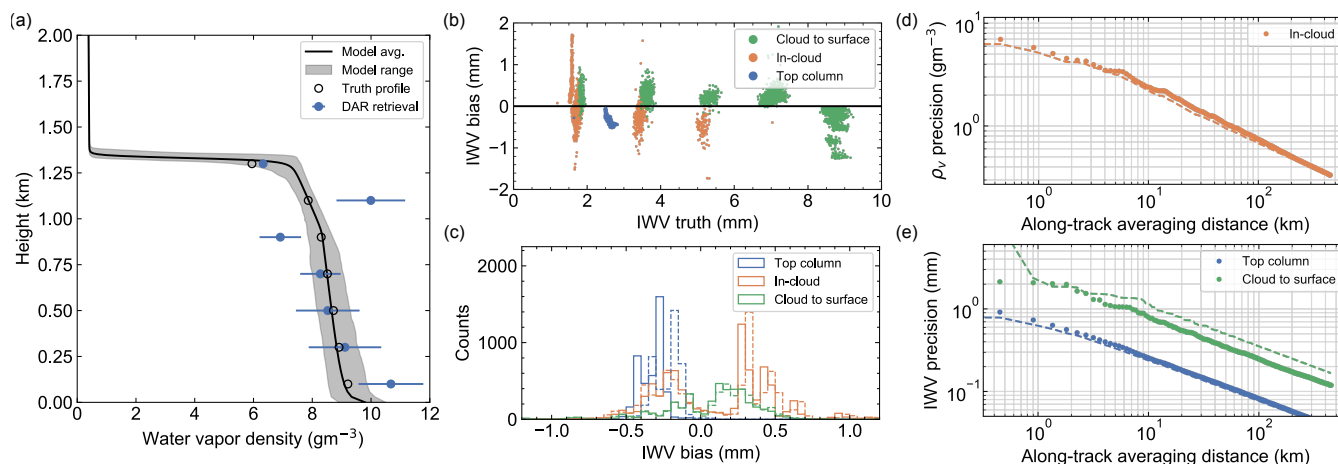 (a)
2.00
1.75
1.50
1.25
1.00
0.75
0.50
0.25
0.00
Height (km)
0 2 4 6 8 10 12
Water vapor density (gm⁻³)
Model avg.
Model range
Truth profile
DAR retrieval
(b)
2
1
0
−1
−2
IWV bias (mm)
0 2 4 6 8 10
IWV truth (mm)
Cloud to surface
In-cloud
Top column
(c)
2000
1000
0
Counts
−1.0 −0.5 0.0 0.5 1.0
IWV bias (mm)
Top column
In-cloud
Cloud to surface
(d)
10¹
10⁰
ρᵥ precision (gm⁻³)
10⁰ 10¹ 10²
Along-track averaging distance (km)
In-cloud
(e)
10⁰
10⁻¹
IWV precision (mm)
10⁰ 10¹ 10²
Along-track averaging distance (km)
Top column
Cloud to surface